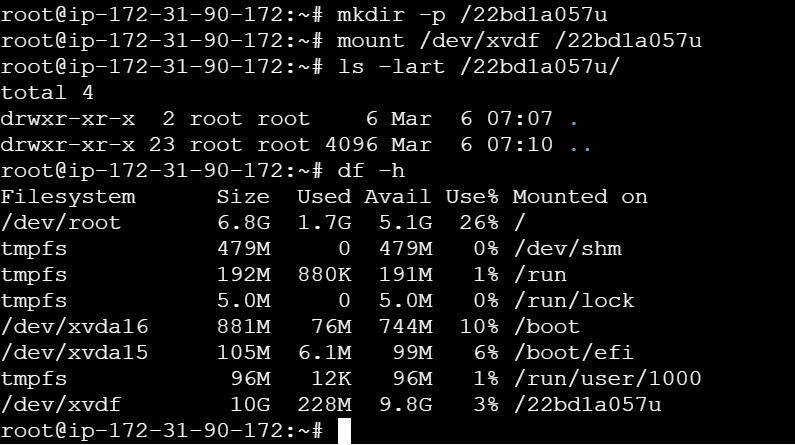 root@ip-172-31-90-172:~# mkdir -p /22bd1a057u
root@ip-172-31-90-172:~# mount /dev/xvdf /22bd1a057u
root@ip-172-31-90-172:~# ls -lart /22bd1a057u/
total 4
drwxr-xr-x  2 root root    6 Mar  6 07:07 .
drwxr-xr-x 23 root root 4096 Mar  6 07:10 ..
root@ip-172-31-90-172:~# df -h
Filesystem      Size  Used Avail Use% Mounted on
/dev/root       6.8G  1.7G  5.1G  26% /
tmpfs           479M     0  479M   0% /dev/shm
tmpfs           192M  880K  191M   1% /run
tmpfs           5.0M     0  5.0M   0% /run/lock
/dev/xvda16     881M   76M  744M  10% /boot
/dev/xvda15     105M  6.1M   99M   6% /boot/efi
tmpfs            96M   12K   96M   1% /run/user/1000
/dev/xvdf        10G  228M  9.8G   3% /22bd1a057u
root@ip-172-31-90-172:~#